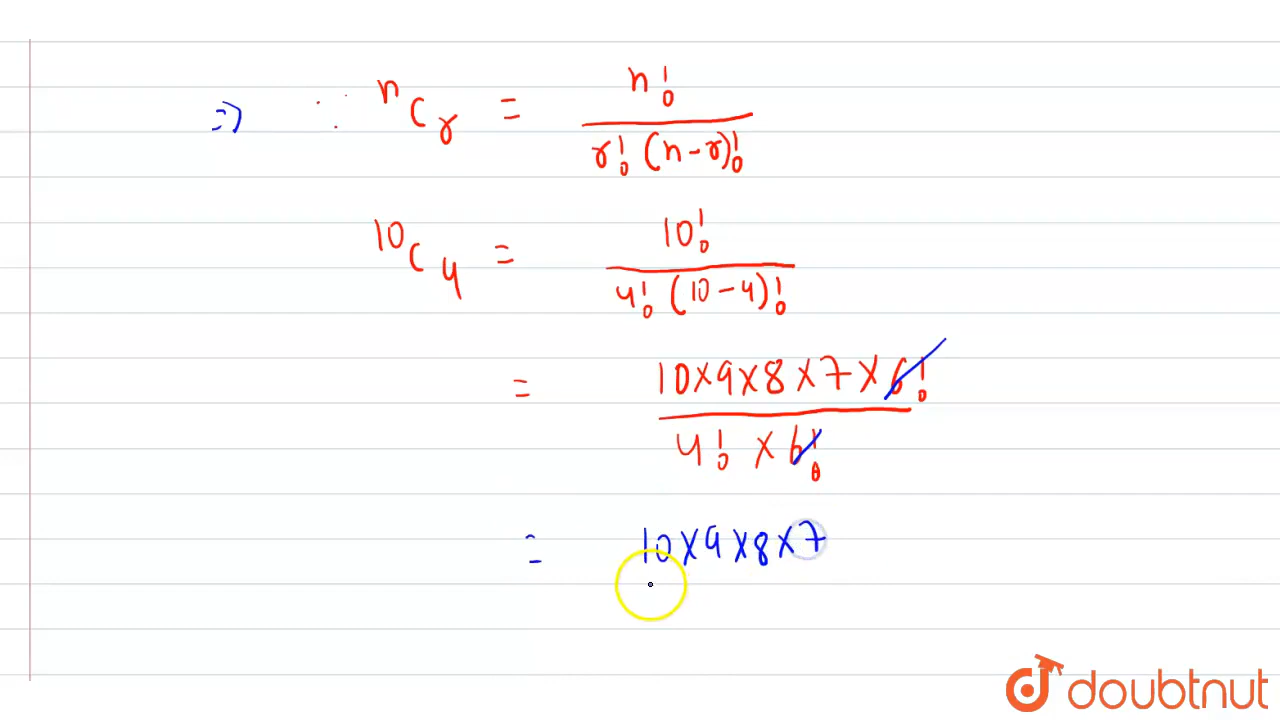 ⇒ ∵ ⁿCᵣ = n! / r! (n-r)!
¹⁰C₄ = 10! / 4! (10-4)!
= 10×9×8×7×6! / 4! × 6!
= 10×9×8×7
doubtnut